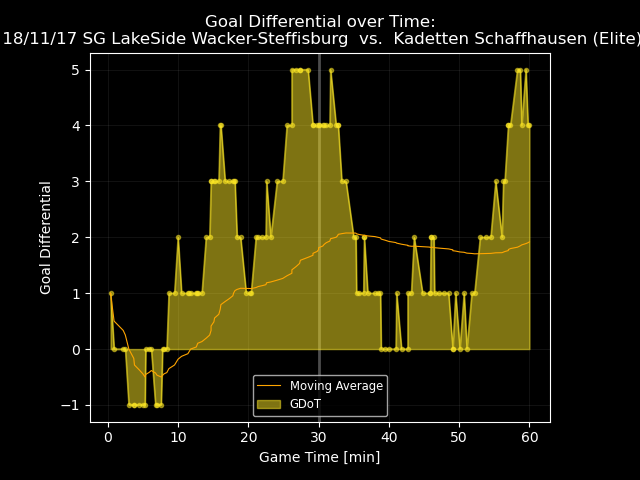 Goal Differential over Time:
18/11/17 SG LakeSide Wacker-Steffisburg  vs.  Kadetten Schaffhausen (Elite)
5
4
3
2
1
0
−1
Goal Differential
Moving Average
GDoT
0 10 20 30 40 50 60
Game Time [min]